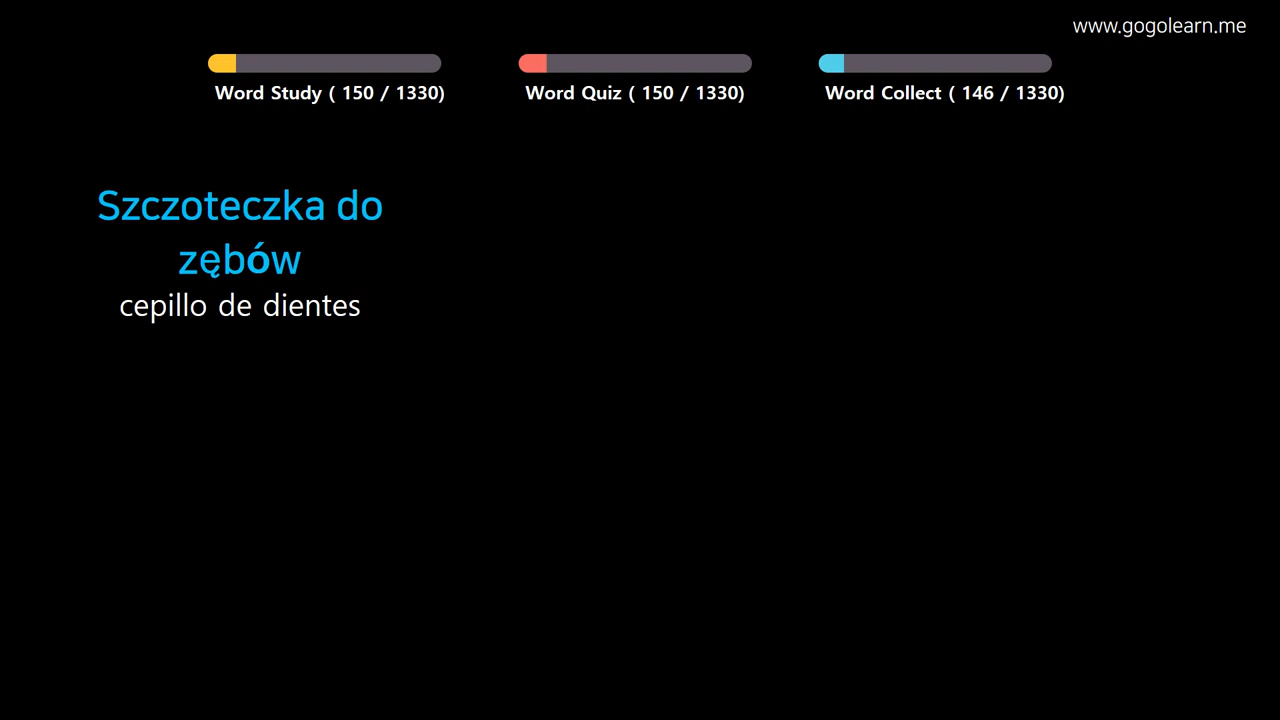 www.gogolearn.me
Word Study ( 150 / 1330)
Word Quiz ( 150 / 1330)
Word Collect ( 146 / 1330)
Szczoteczka do
zębów
cepillo de dientes